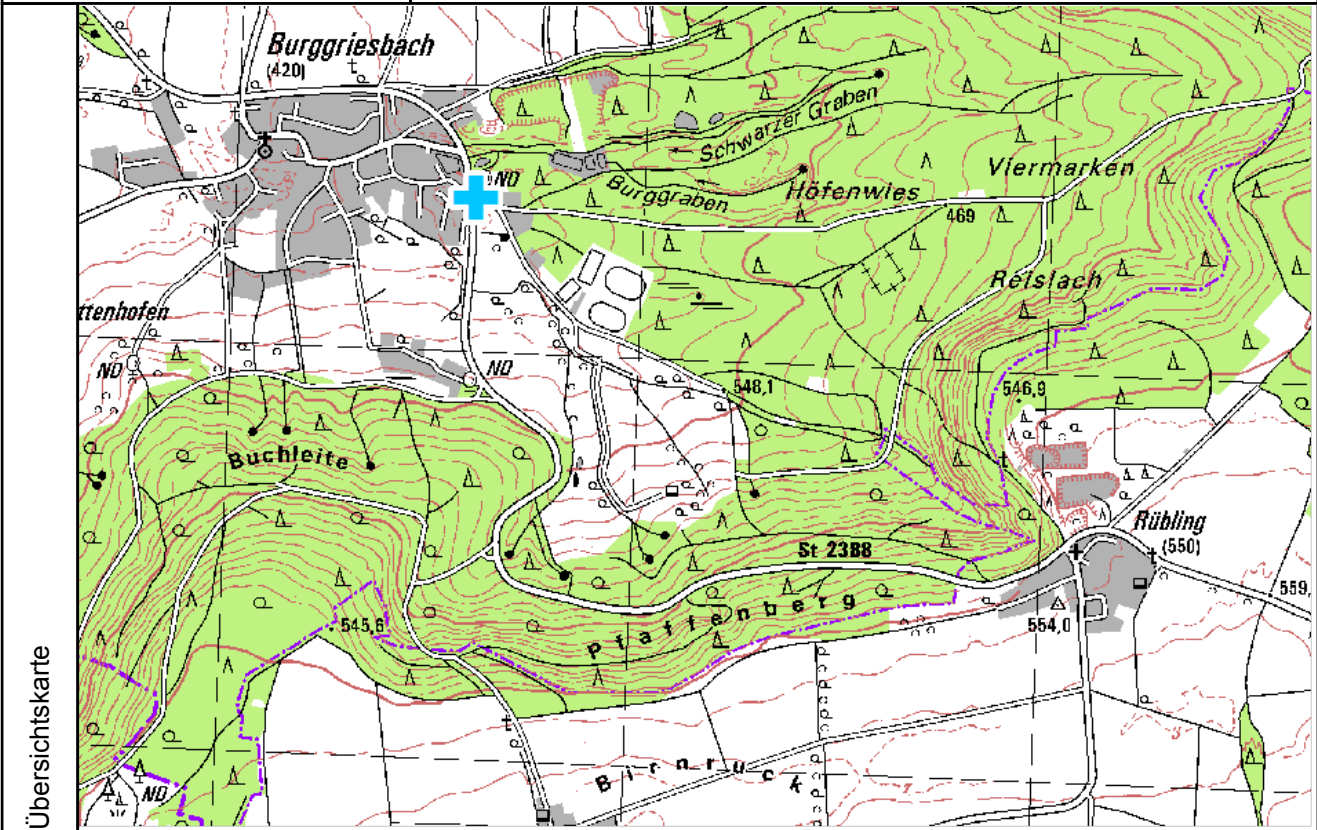 Burggriesbach
(420)
Schwarzer Graben
Viermarken
ND
Burggraben
Höfenwies
469
Reislach
ttenhofen
ND
ND
548,1
546,9
Buchleite
Rübling
(550)
St 2388
559,
Pfaffenberg
545,6
554,0
Birnruck
ND
Übersichtskarte